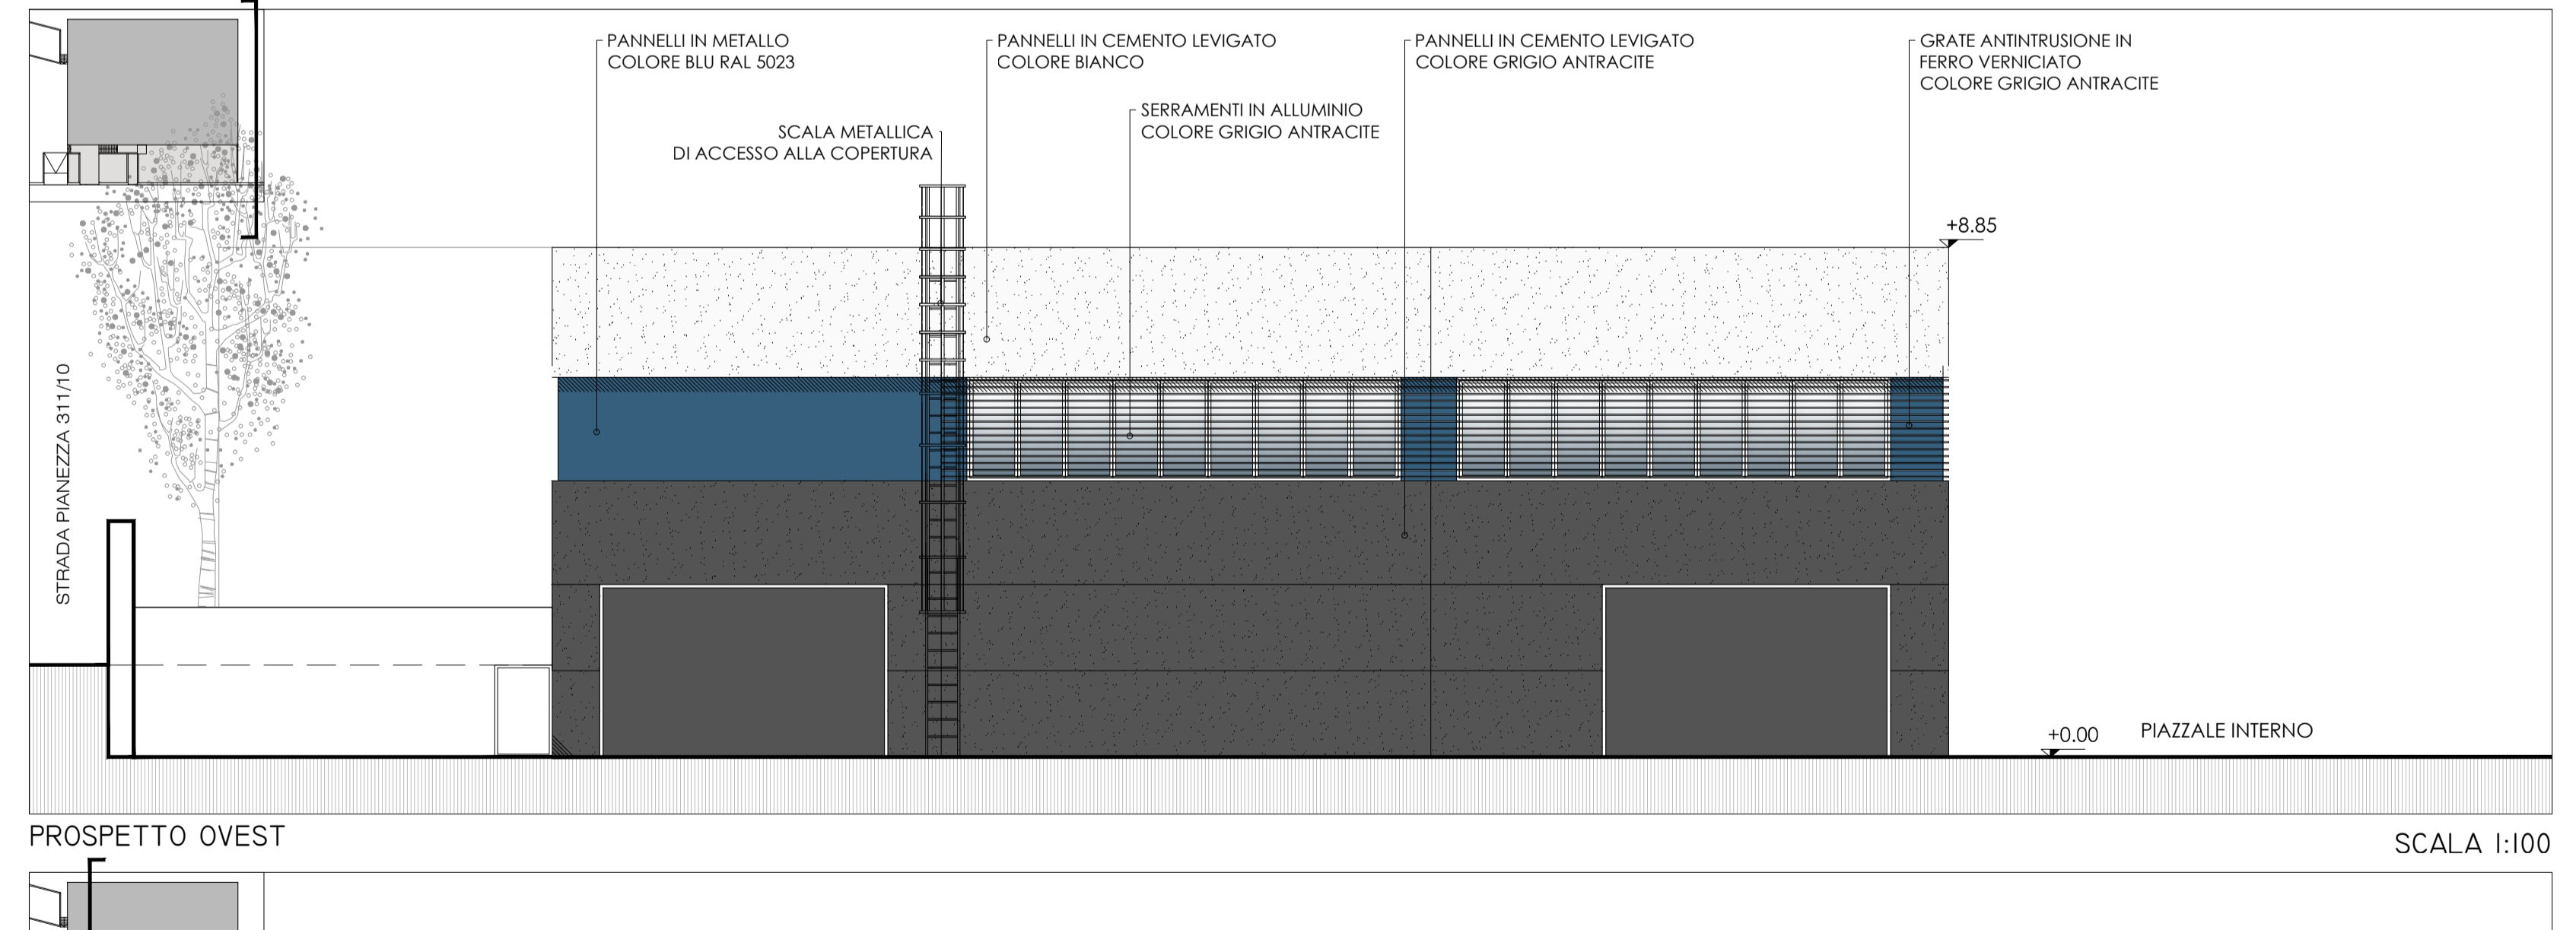 PANNELLI IN METALLO
COLORE BLU RAL 5023
PANNELLI IN CEMENTO LEVIGATO
COLORE BIANCO
PANNELLI IN CEMENTO LEVIGATO
COLORE GRIGIO ANTRACITE
GRATE ANTINTRUSIONE IN
FERRO VERNICIATO
COLORE GRIGIO ANTRACITE
SERRAMENTI IN ALLUMINIO
COLORE GRIGIO ANTRACITE
SCALA METALLICA
DI ACCESSO ALLA COPERTURA
+8.85
STRADA PIANEZZA 311/10
+0.00
PIAZZALE INTERNO
PROSPETTO OVEST
SCALA 1:100